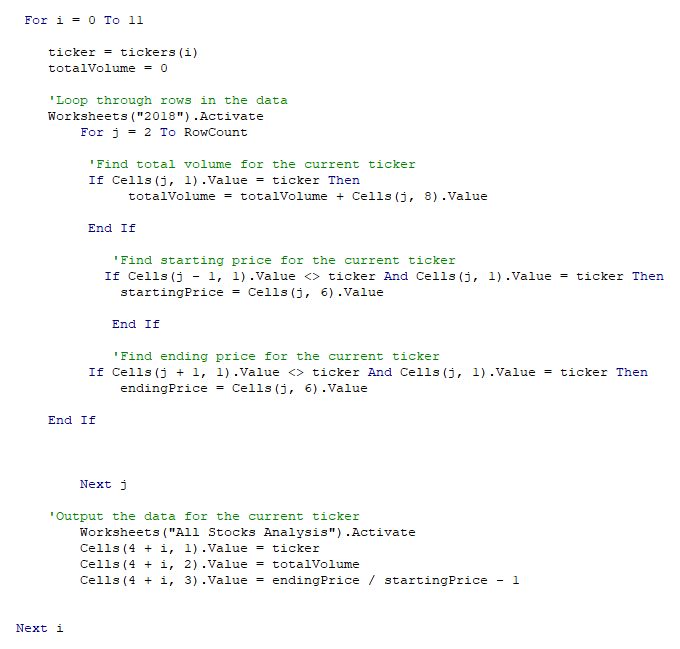 For i = 0 To 11
ticker = tickers(i)
totalVolume = 0
'Loop through rows in the data
Worksheets("2018").Activate
For j = 2 To RowCount
'Find total volume for the current ticker
If Cells(j, 1).Value = ticker Then
totalVolume = totalVolume + Cells(j, 8).Value
End If
'Find starting price for the current ticker
If Cells(j - 1, 1).Value <> ticker And Cells(j, 1).Value = ticker Then
startingPrice = Cells(j, 6).Value
End If
'Find ending price for the current ticker
If Cells(j + 1, 1).Value <> ticker And Cells(j, 1).Value = ticker Then
endingPrice = Cells(j, 6).Value
End If
Next j
'Output the data for the current ticker
Worksheets("All Stocks Analysis").Activate
Cells(4 + i, 1).Value = ticker
Cells(4 + i, 2).Value = totalVolume
Cells(4 + i, 3).Value = endingPrice / startingPrice - 1
Next i